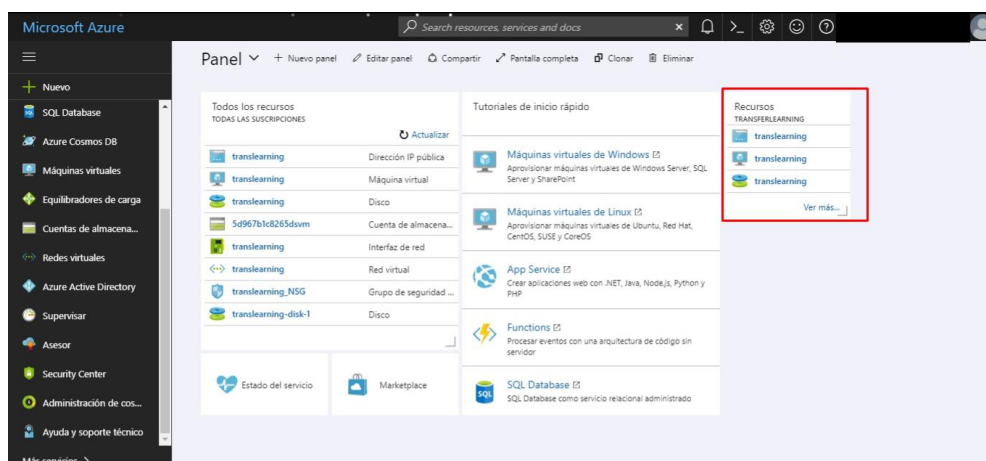 Microsoft Azure
Search resources, services and docs
Panel
+ Nuevo panel
Editar panel
Compartir
Pantalla completa
Clonar
Eliminar
Nuevo
SQL Database
Azure Cosmos DB
Máquinas virtuales
Equilibradores de carga
Cuentas de almacena...
Redes virtuales
Azure Active Directory
Supervisar
Asesor
Security Center
Administración de cos...
Ayuda y soporte técnico
Más servicios >
Todos los recursos
TODAS LAS SUSCRIPCIONES
Actualizar
translearning Dirección IP pública
translearning Máquina virtual
translearning Disco
5d967b1c8265dsvm Cuenta de almacena...
translearning Interfaz de red
translearning Red virtual
translearning_NSG Grupo de seguridad ...
translearning-disk-1 Disco
Estado del servicio
Marketplace
Tutoriales de inicio rápido
Máquinas virtuales de Windows
Aprovisionar máquinas virtuales de Windows Server, SQL
Server y SharePoint
Máquinas virtuales de Linux
Aprovisionar máquinas virtuales de Ubuntu, Red Hat,
CentOS, SUSE y CoreOS
App Service
Crear aplicaciones web con .NET, Java, Node.js, Python y
PHP
Functions
Procesar eventos con una arquitectura de código sin
servidor
SQL
SQL Database
SQL Database como servicio relacional administrado
Recursos
TRANSFERLEARNING
translearning
translearning
translearning
Ver más...